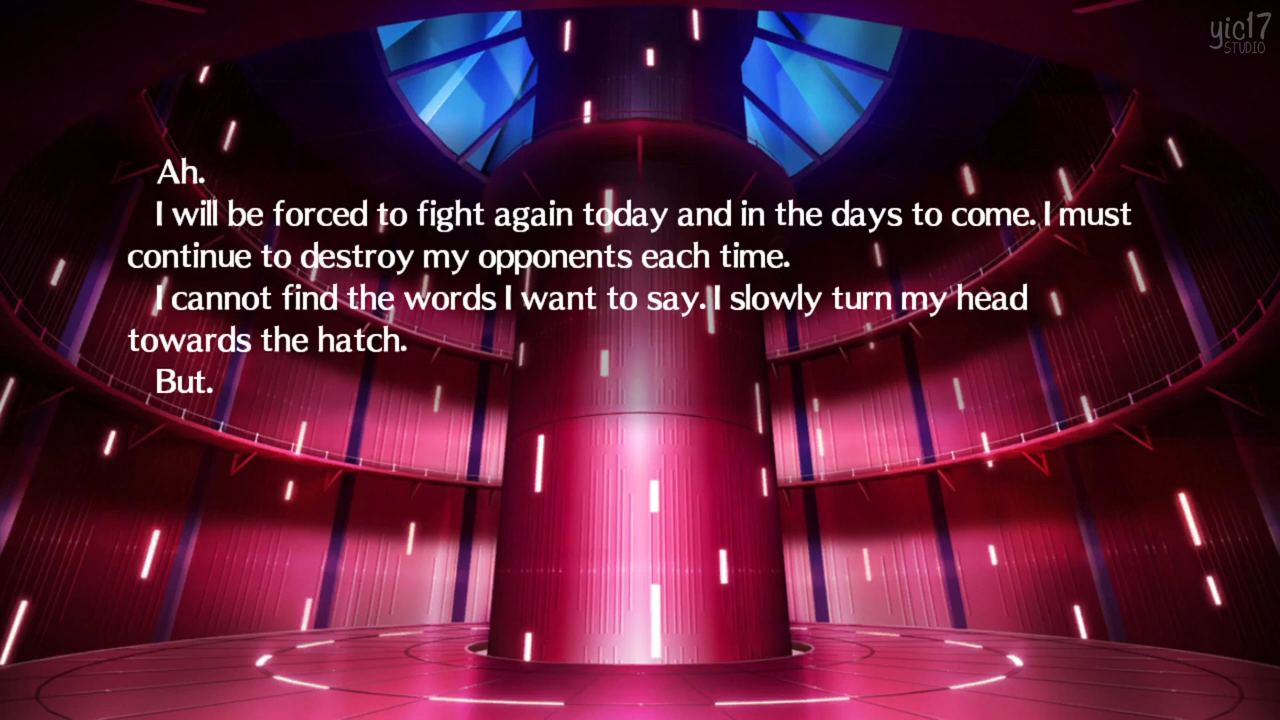 yic17
STUDIO
Ah.
I will be forced to fight again today and in the days to come. I must
continue to destroy my opponents each time.
I cannot find the words I want to say. I slowly turn my head
towards the hatch.
But.